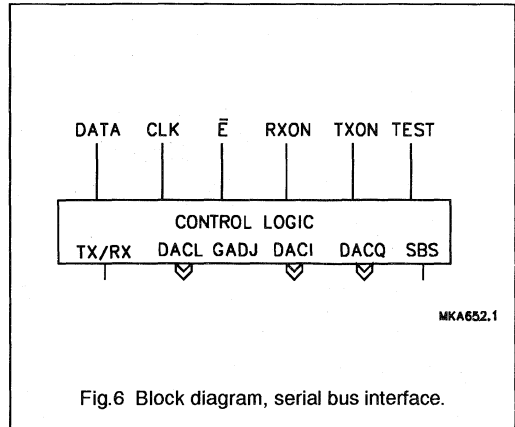 DATA CLK Ē RXON TXON TEST
CONTROL LOGIC
TX/RX DACL GADJ DACI DACQ SBS
MKA652.1
Fig.6 Block diagram, serial bus interface.